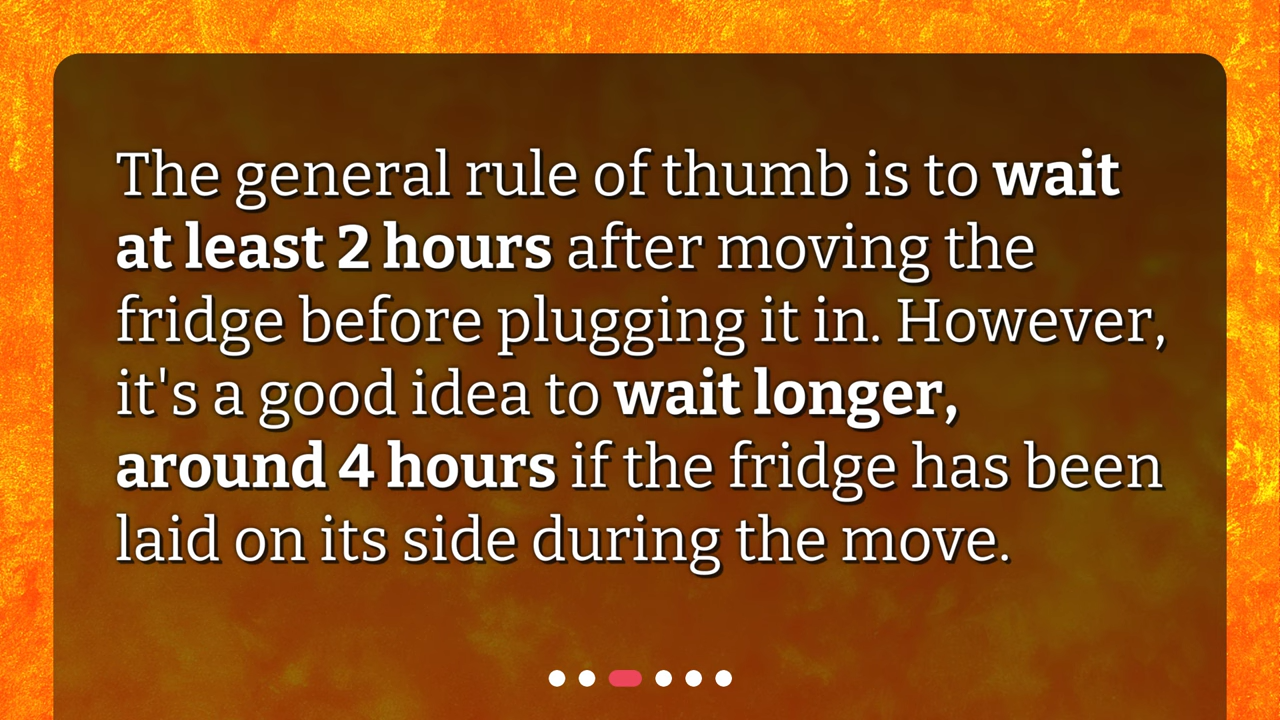 The general rule of thumb is to wait
at least 2 hours after moving the
fridge before plugging it in. However,
it's a good idea to wait longer,
around 4 hours if the fridge has been
laid on its side during the move.